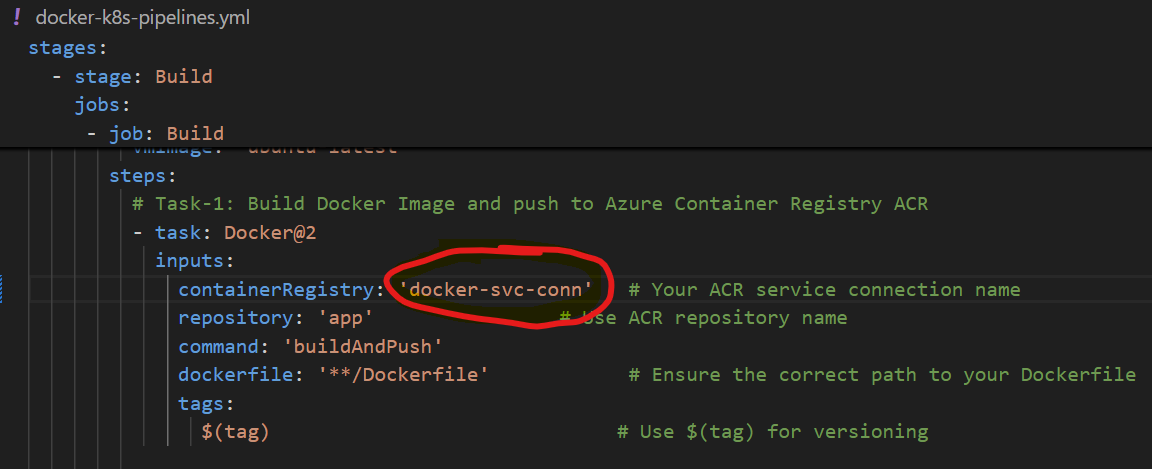 ! docker-k8s-pipelines.yml
stages:
- stage: Build
jobs:
- job: Build
steps:
# Task-1: Build Docker Image and push to Azure Container Registry ACR
- task: Docker@2
inputs:
containerRegistry: 'docker-svc-conn' # Your ACR service connection name
repository: 'app' # Use ACR repository name
command: 'buildAndPush'
dockerfile: '**/Dockerfile' # Ensure the correct path to your Dockerfile
tags:
$(tag) # Use $(tag) for versioning